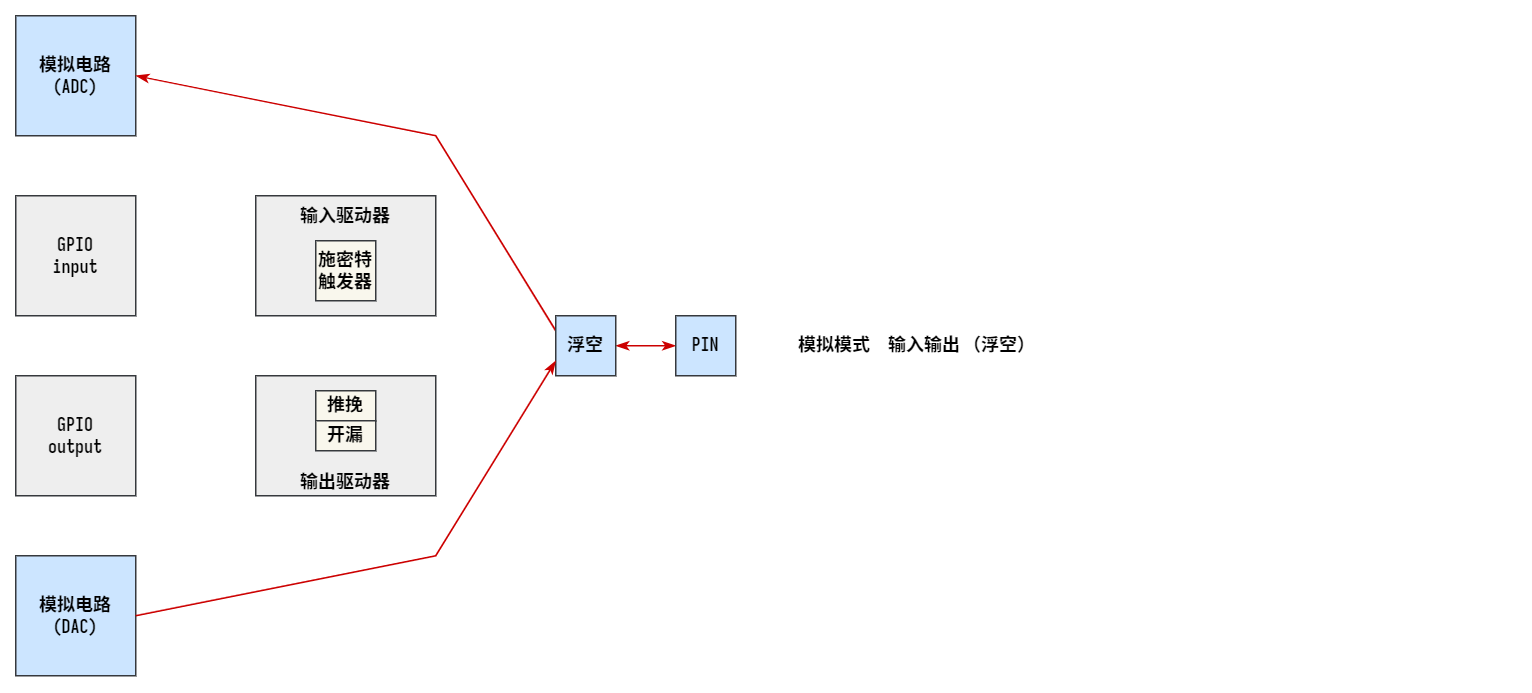 模拟电路
(ADC)
GPIO
input
输入驱动器
施密特
触发器
浮空
PIN
模拟模式　输入输出（浮空）
GPIO
output
推挽
开漏
输出驱动器
模拟电路
(DAC)